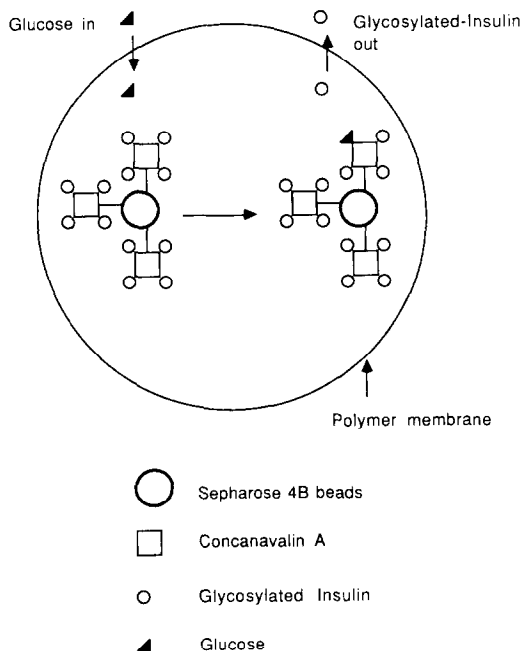 Glucose in
Glycosylated-Insulin
out
Polymer membrane
Sepharose 4B beads
Concanavalin A
Glycosylated Insulin
Glucose